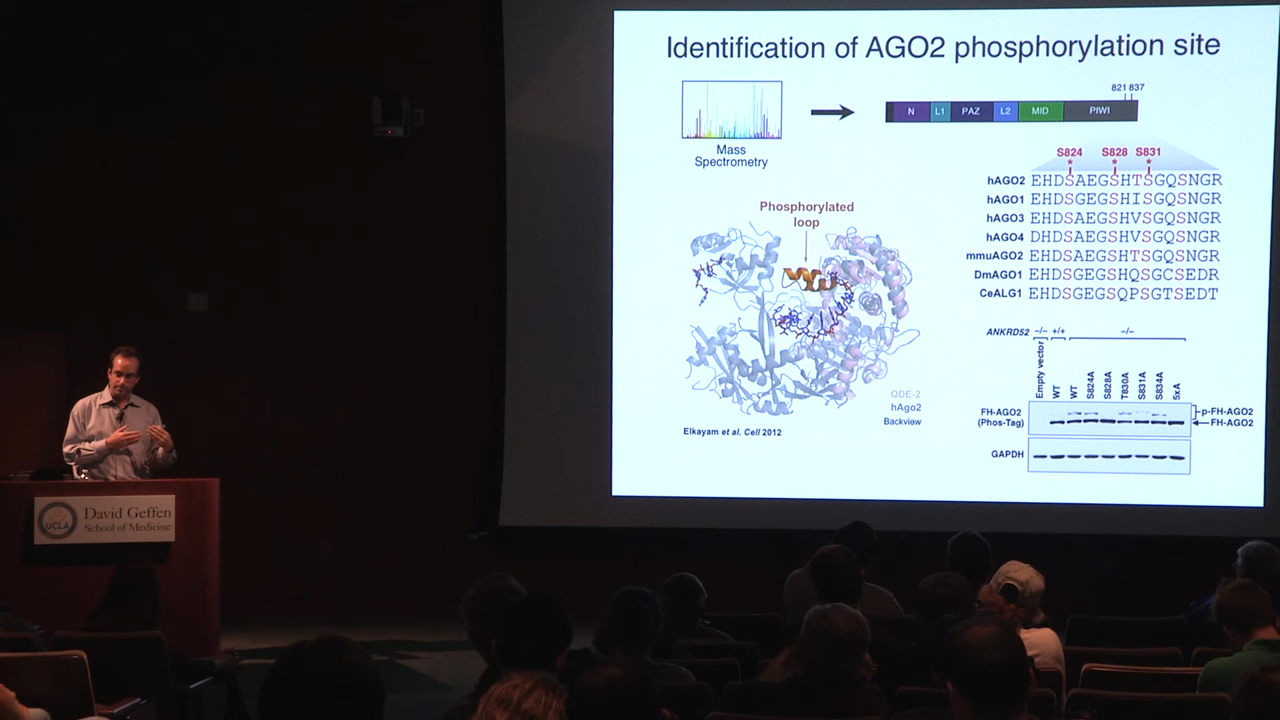 Identification of AGO2 phosphorylation site
Mass
Spectrometry
821 837
N L1 PAZ L2 MID PIWI
S824 S828 S831
* * *
hAGO2 EHDSAEGSHTSGQSNGR
hAGO1 EHDSGEGSHISGQSNGR
hAGO3 EHDSAEGSHVSGQSNGR
hAGO4 DHDSAEGSHVSGQSNGR
mmuAGO2 EHDSAEGSHTSGQSNGR
DmAGO1 EHDSGEGSHQSGCSEDR
CeALG1 EHDSGEGSQPSGTSEDT
Phosphorylated
loop
QDE-2
hAgo2
Backview
Elkayam et al. Cell 2012
ANKRD52 –/– +/+ –/–
Empty vector
WT
WT
S824A
S828A
T830A
S831A
S834A
5xA
FH-AGO2
(Phos-Tag)
p-FH-AGO2
FH-AGO2
GAPDH
UCLA
David Geffen
School of Medicine